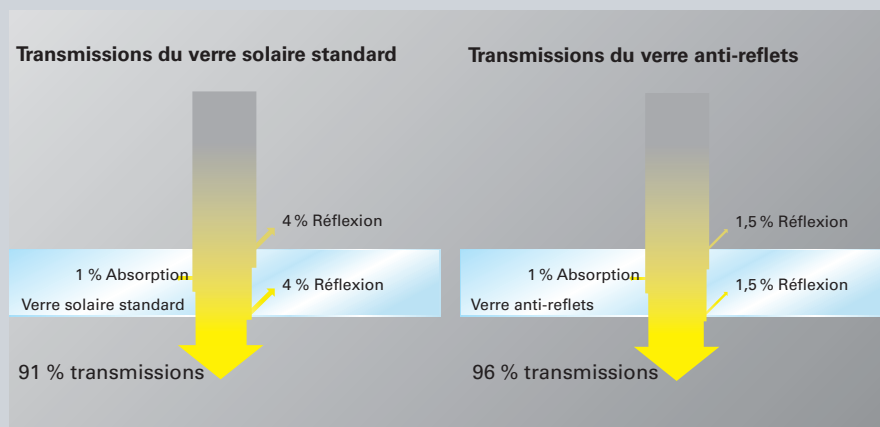 Transmissions du verre solaire standard
4 % Réflexion
1 % Absorption
4 % Réflexion
Verre solaire standard
91 % transmissions
Transmissions du verre anti-reflets
1,5 % Réflexion
1 % Absorption
1,5 % Réflexion
Verre anti-reflets
96 % transmissions